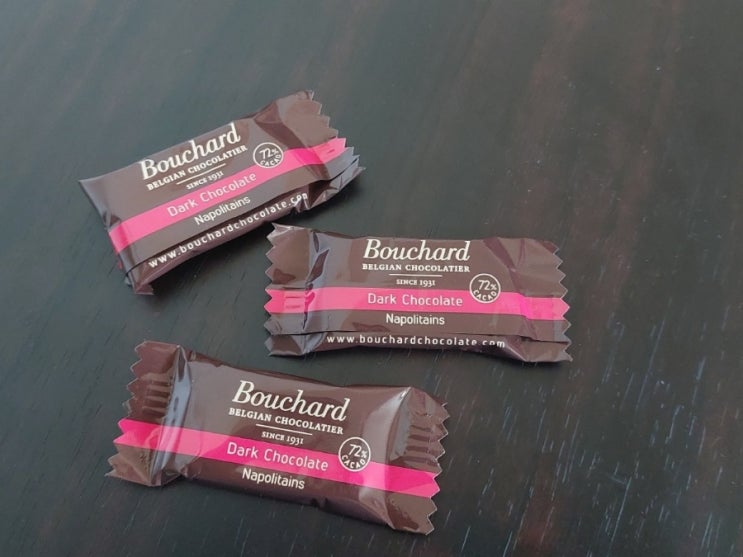 Bouchard
BELGIAN CHOCOLATIER
SINCE 1931
72%
CACAO
Dark Chocolate
Napolitains
www.bouchardchocolate.com
Bouchard
BELGIAN CHOCOLATIER
SINCE 1931
72%
CACAO
Dark Chocolate
Napolitains
www.bouchardchocolate.com
Bouchard
BELGIAN CHOCOLATIER
SINCE 1931
72%
CACAO
Dark Chocolate
Napolitains